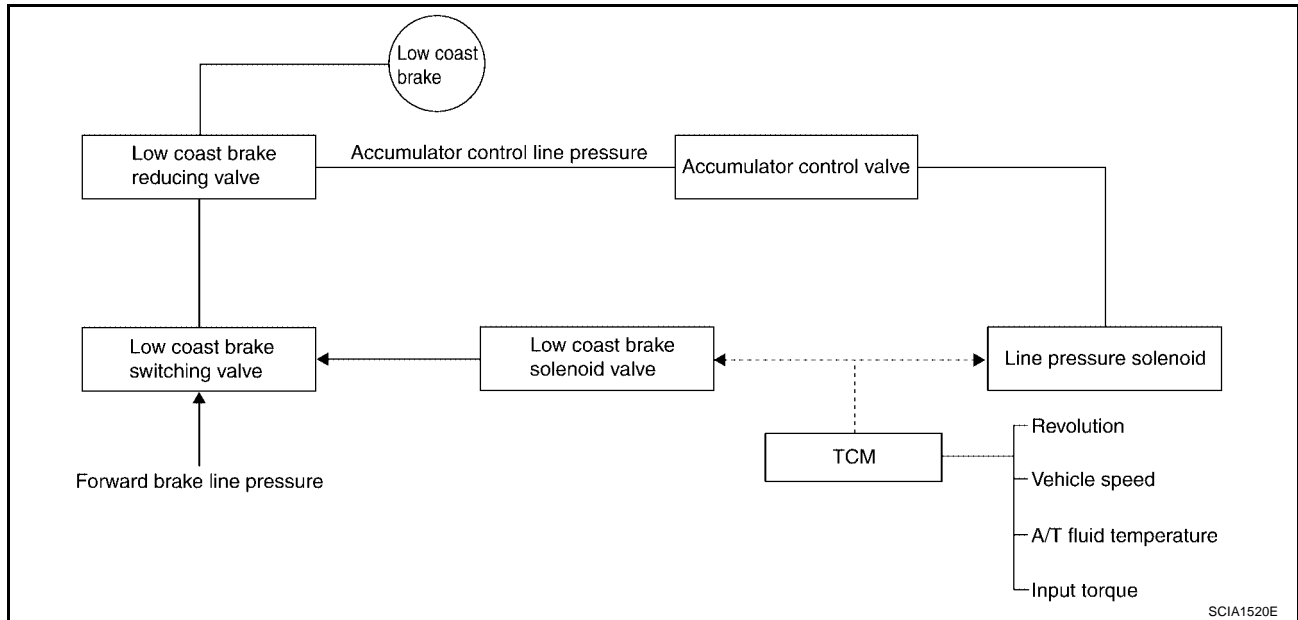 Low coast
brake
Low coast brake
reducing valve
Accumulator control line pressure
Accumulator control valve
Low coast brake
switching valve
Low coast brake
solenoid valve
Line pressure solenoid
Forward brake line pressure
TCM
Revolution
Vehicle speed
A/T fluid temperature
Input torque
SCIA1520E